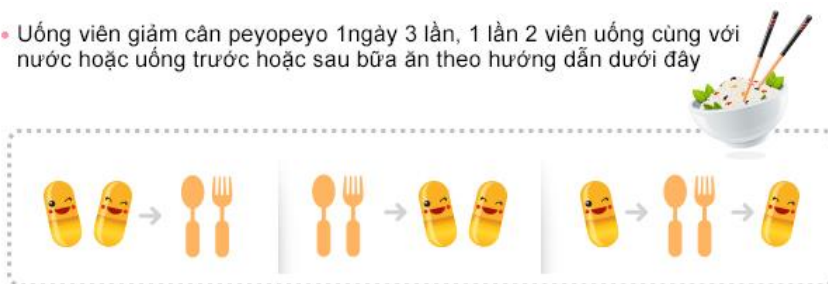 Uống viên giảm cân peyopeyo 1ngày 3 lần, 1 lần 2 viên uống cùng với
nước hoặc uống trước hoặc sau bữa ăn theo hướng dẫn dưới đây